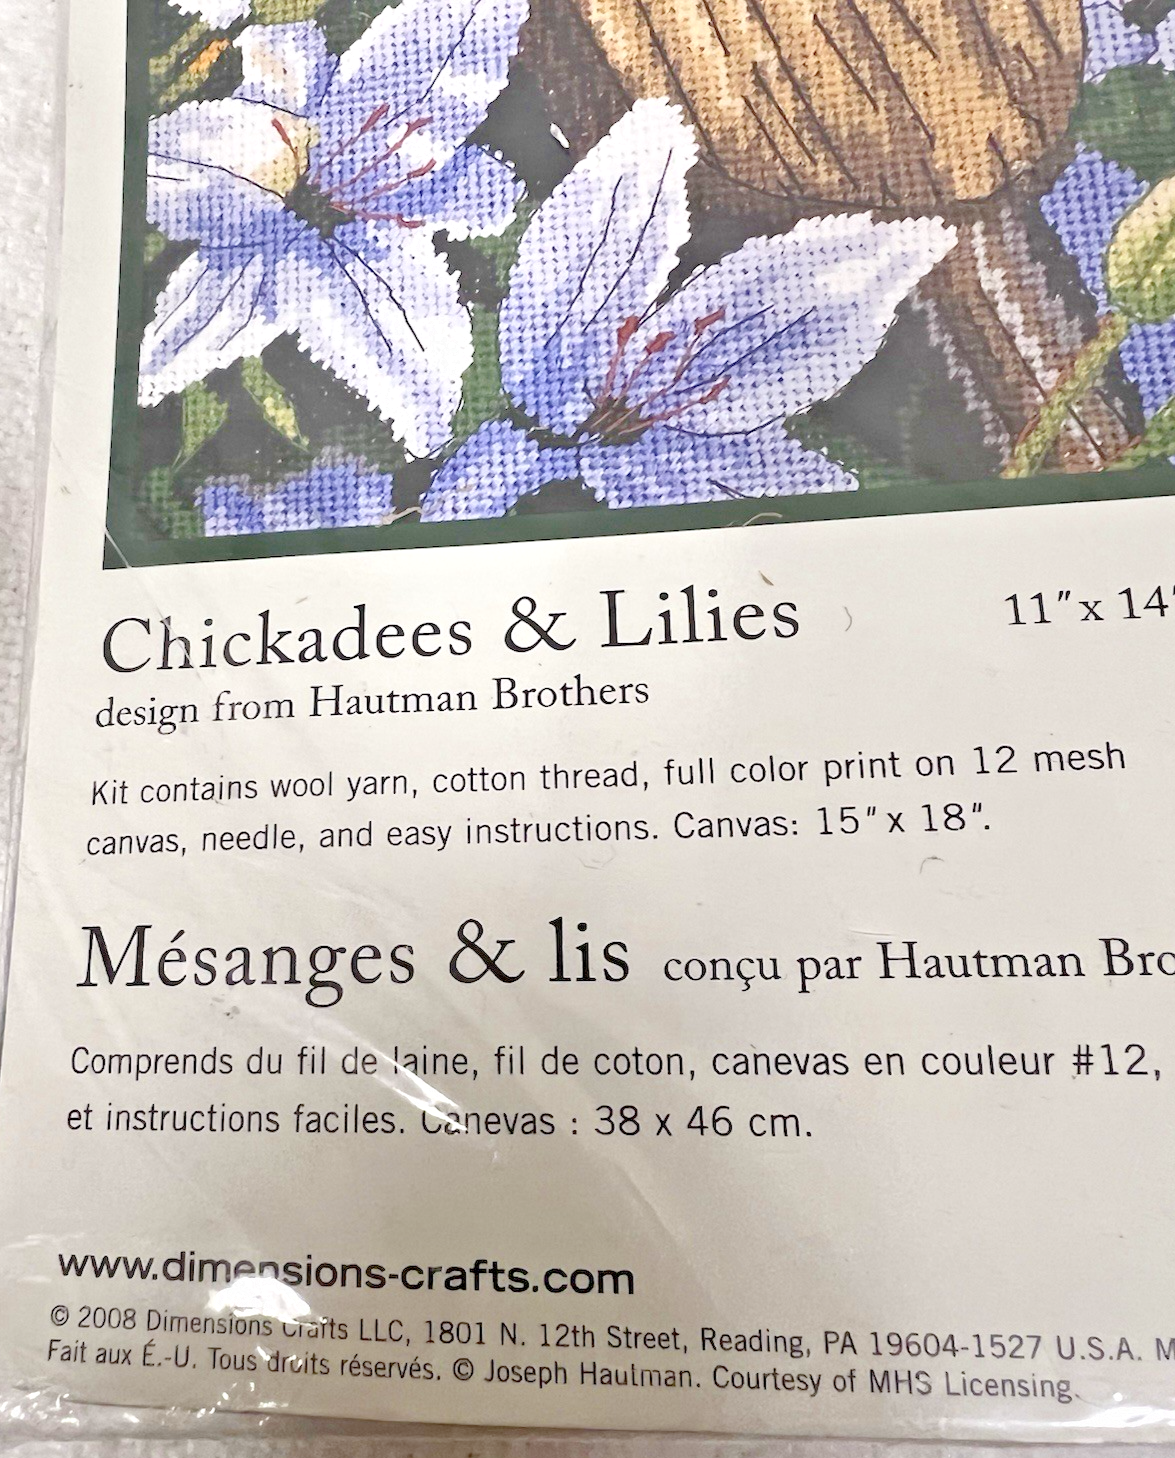 Chickadees & Lilies 11" x 14"
design from Hautman Brothers
Kit contains wool yarn, cotton thread, full color print on 12 mesh
canvas, needle, and easy instructions. Canvas: 15" x 18".
Mésanges & lis conçu par Hautman Bro
Comprends du fil de laine, fil de coton, canevas en couleur #12,
et instructions faciles. Canevas : 38 x 46 cm.
www.dimensions-crafts.com
© 2008 Dimensions Crafts LLC, 1801 N. 12th Street, Reading, PA 19604-1527 U.S.A. M
Fait aux É.-U. Tous droits réservés. © Joseph Hautman. Courtesy of MHS Licensing.